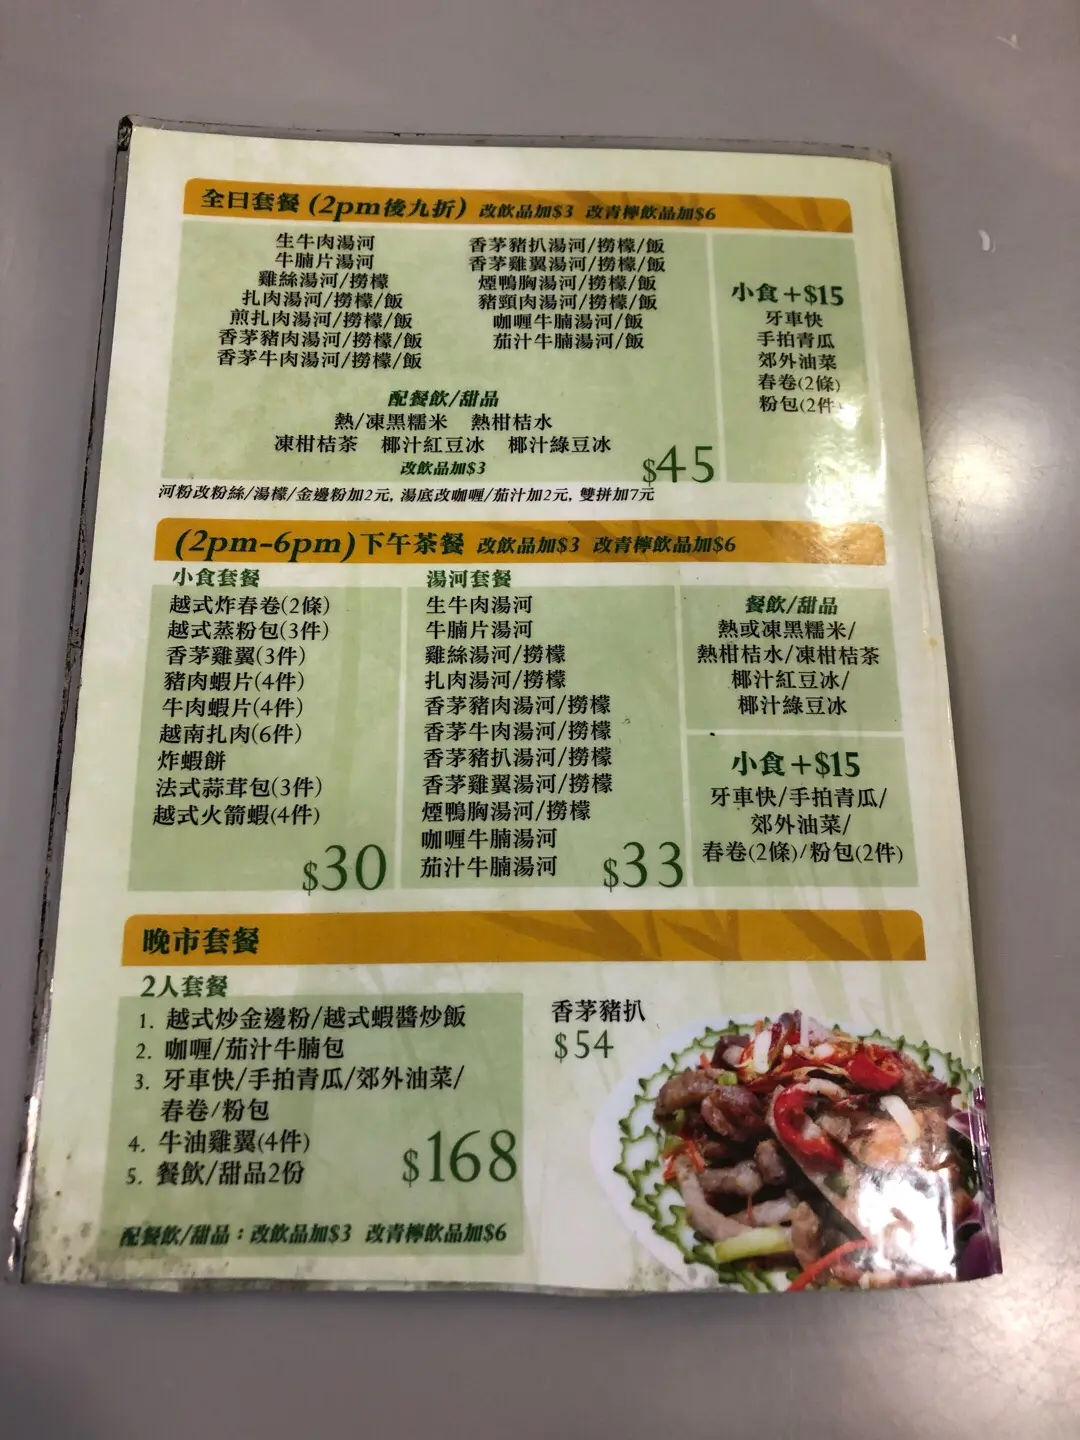 全日套餐 (2pm後九折) 改飲品加$3 改青檸飲品加$6
生牛肉湯河
牛腩片湯河
雞絲湯河/撈檬
扎肉湯河/撈檬/飯
煎扎肉湯河/撈檬/飯
香茅豬肉湯河/撈檬/飯
香茅牛肉湯河/撈檬/飯
香茅豬扒湯河/撈檬/飯
香茅雞翼湯河/撈檬/飯
煙鴨胸湯河/撈檬/飯
豬頸肉湯河/撈檬/飯
咖喱牛腩湯河/飯
茄汁牛腩湯河/飯
配餐飲/甜品
熱/凍黑糯米 熱柑桔水
凍柑桔茶 椰汁紅豆冰 椰汁綠豆冰
改飲品加$3
$45
小食+$15
牙車快
手拍青瓜
郊外油菜
春卷(2條)
粉包(2件)
河粉改粉絲/湯檬/金邊粉加2元, 湯底改咖喱/茄汁加2元, 雙拼加7元
(2pm-6pm)下午茶餐 改飲品加$3 改青檸飲品加$6
小食套餐
越式炸春卷(2條)
越式蒸粉包(3件)
香茅雞翼(3件)
豬肉蝦片(4件)
牛肉蝦片(4件)
越南扎肉(6件)
炸蝦餅
法式蒜茸包(3件)
越式火箭蝦(4件)
$30
湯河套餐
生牛肉湯河
牛腩片湯河
雞絲湯河/撈檬
扎肉湯河/撈檬
香茅豬肉湯河/撈檬
香茅牛肉湯河/撈檬
香茅豬扒湯河/撈檬
香茅雞翼湯河/撈檬
煙鴨胸湯河/撈檬
咖喱牛腩湯河
茄汁牛腩湯河
$33
餐飲/甜品
熱或凍黑糯米/
熱柑桔水/凍柑桔茶
椰汁紅豆冰/
椰汁綠豆冰
小食+$15
牙車快/手拍青瓜/
郊外油菜/
春卷(2條)/粉包(2件)
晚市套餐
2人套餐
1. 越式炒金邊粉/越式蝦醬炒飯
2. 咖喱/茄汁牛腩包
3. 牙車快/手拍青瓜/郊外油菜/
春卷/粉包
4. 牛油雞翼(4件)
5. 餐飲/甜品2份
$168
配餐飲/甜品：改飲品加$3 改青檸飲品加$6
香茅豬扒
$54